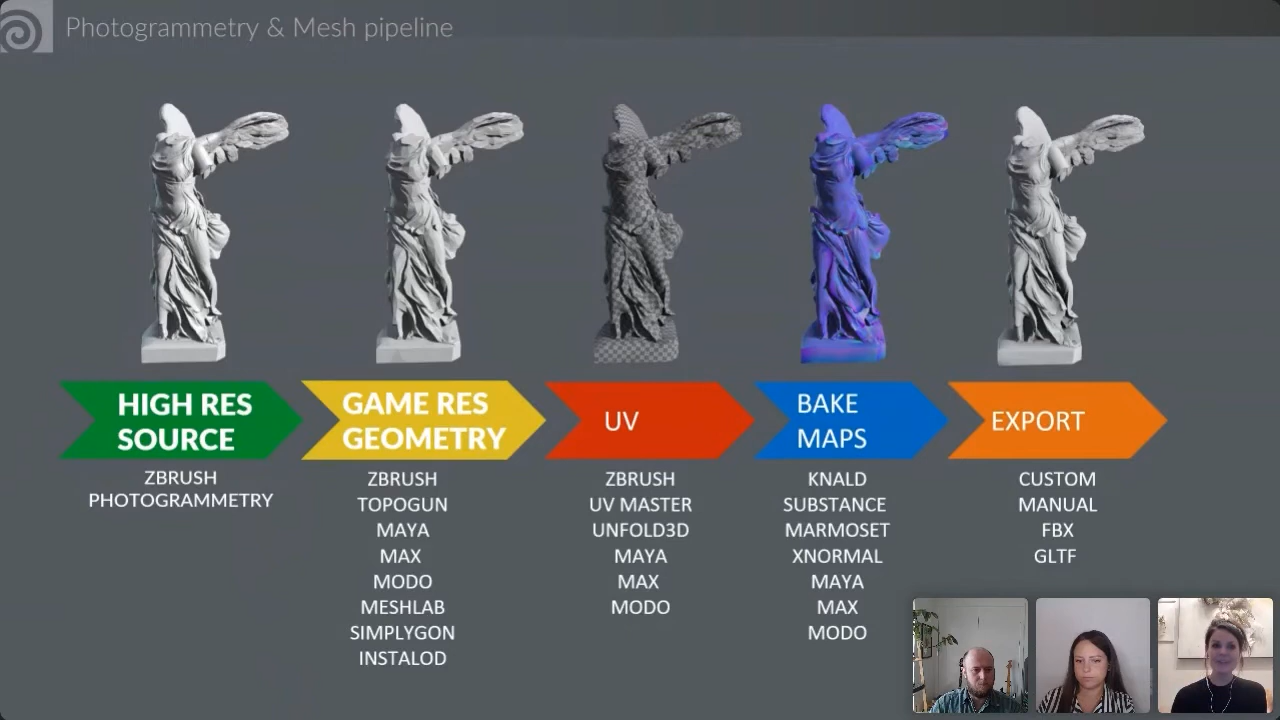 Photogrammetry & Mesh pipeline
HIGH RES
SOURCE
ZBRUSH
PHOTOGRAMMETRY
GAME RES
GEOMETRY
ZBRUSH
TOPOGUN
MAYA
MAX
MODO
MESHLAB
SIMPLYGON
INSTALOD
UV
ZBRUSH
UV MASTER
UNFOLD3D
MAYA
MAX
MODO
BAKE
MAPS
KNALD
SUBSTANCE
MARMOSET
XNORMAL
MAYA
MAX
MODO
EXPORT
CUSTOM
MANUAL
FBX
GLTF